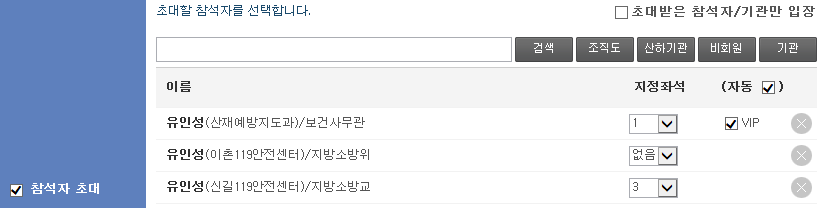 초대할 참석자를 선택합니다.
초대받은 참석자/기관만 입장
검색 조직도 산하기관 비회원 기관
이름 지정좌석 (자동 )
유인성(산재예방지도과)/보건사무관 1 VIP
유인성(이촌119안전센터)/지방소방위 없음
유인성(신길119안전센터)/지방소방교 3
참석자 초대